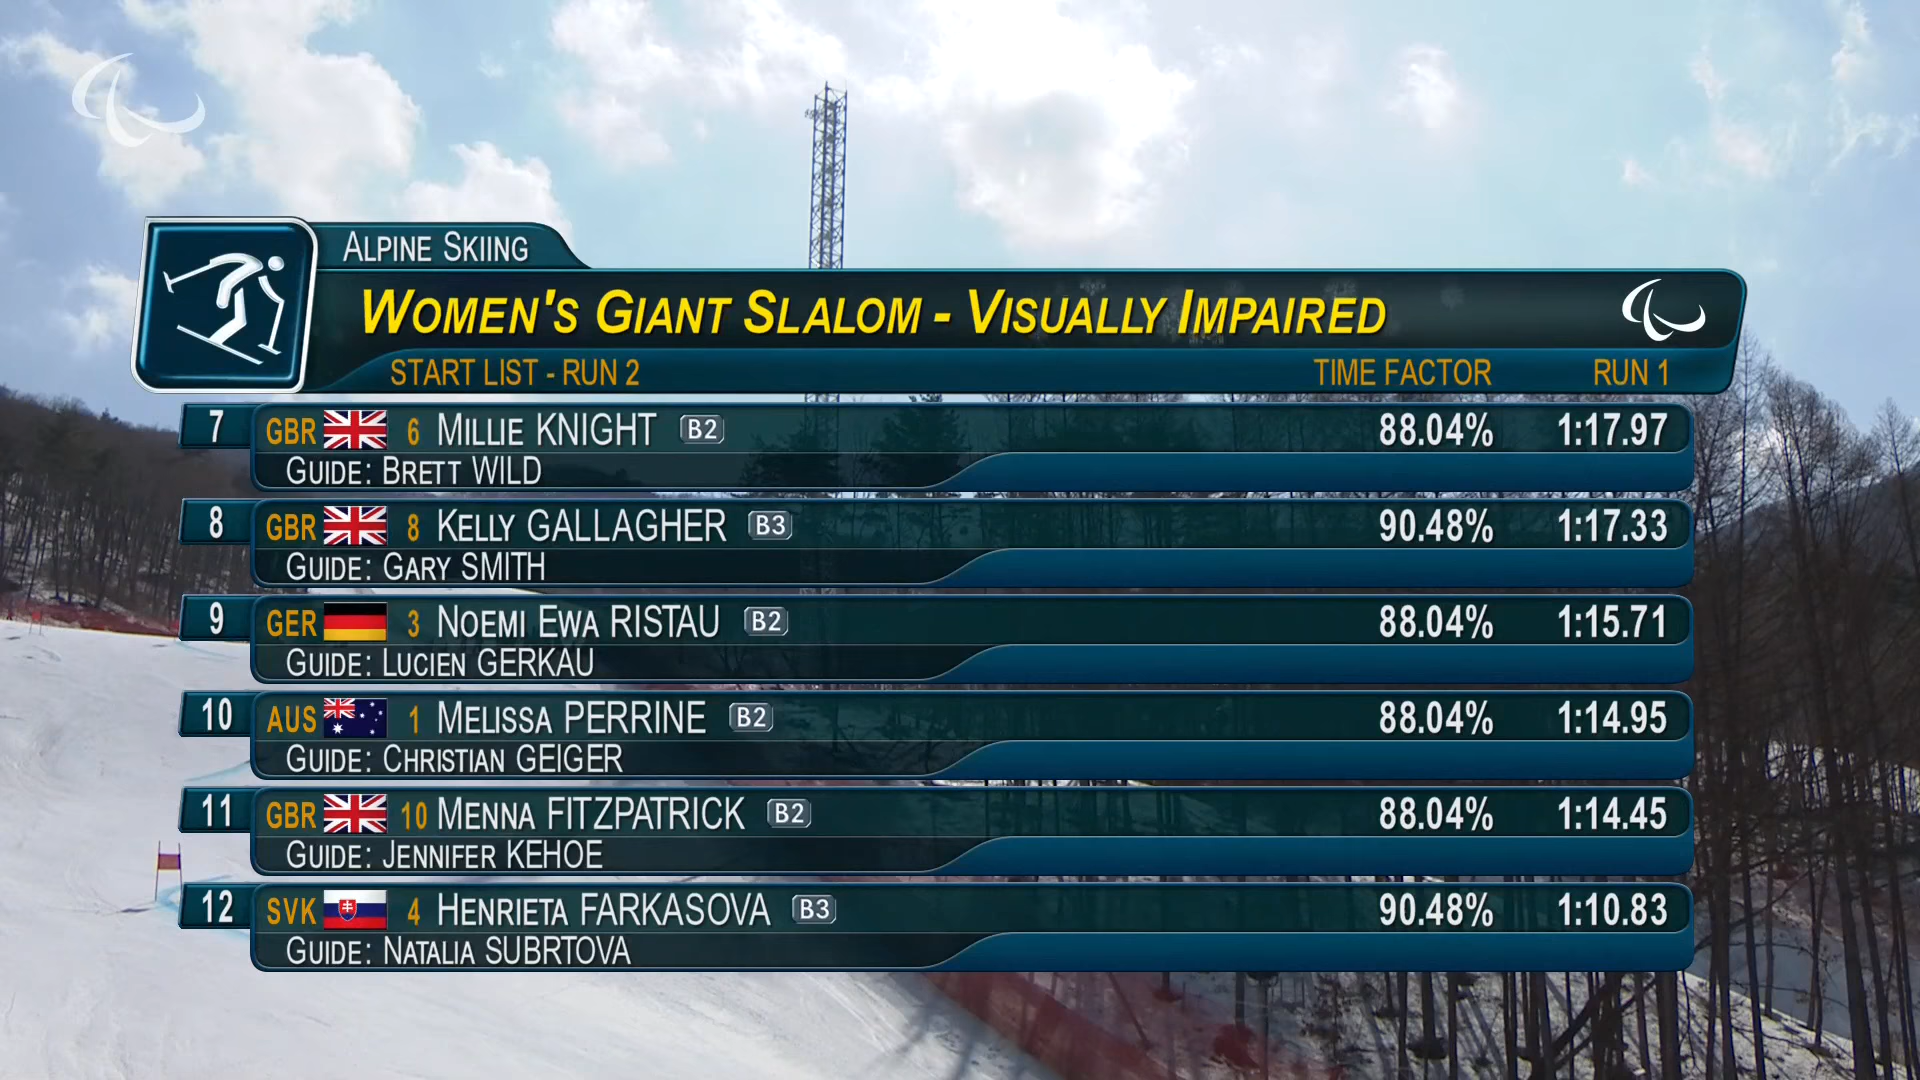 ALPINE SKIING
WOMEN'S GIANT SLALOM - VISUALLY IMPAIRED
START LIST - RUN 2 TIME FACTOR RUN 1
7 GBR 6 MILLIE KNIGHT B2 88.04% 1:17.97
GUIDE: BRETT WILD
8 GBR 8 KELLY GALLAGHER B3 90.48% 1:17.33
GUIDE: GARY SMITH
9 GER 3 NOEMI EWA RISTAU B2 88.04% 1:15.71
GUIDE: LUCIEN GERKAU
10 AUS 1 MELISSA PERRINE B2 88.04% 1:14.95
GUIDE: CHRISTIAN GEIGER
11 GBR 10 MENNA FITZPATRICK B2 88.04% 1:14.45
GUIDE: JENNIFER KEHOE
12 SVK 4 HENRIETA FARKASOVA B3 90.48% 1:10.83
GUIDE: NATALIA SUBRTOVA